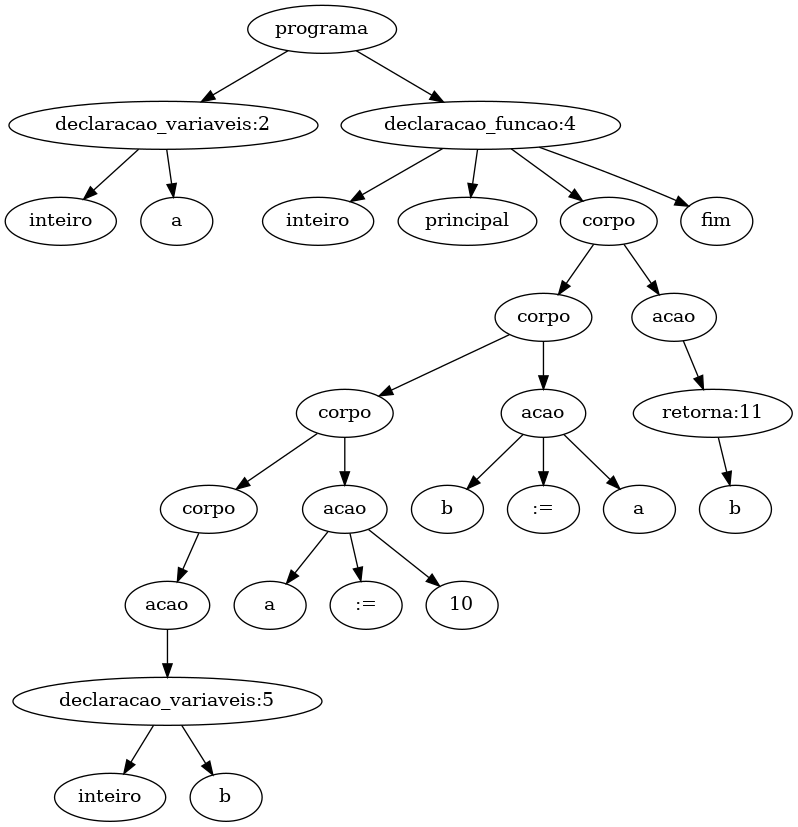 programa
declaracao_variaveis:2
declaracao_funcao:4
inteiro
a
inteiro
principal
corpo
fim
corpo
acao
corpo
acao
retorna:11
corpo
acao
b
:=
a
b
acao
a
:=
10
declaracao_variaveis:5
inteiro
b